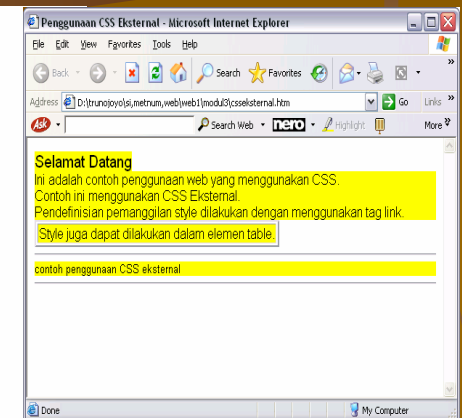 Penggunaan CSS Eksternal - Microsoft Internet Explorer
File Edit View Favorites Tools Help
Back Search Favorites
Address D:\trunojoyo\si,metnum,web\web1\modul3\csseksternal.htm Go Links »
Ask Search Web nero Highlight More »
Selamat Datang
Ini adalah contoh penggunaan web yang menggunakan CSS.
Contoh ini menggunakan CSS Eksternal.
Pendefinisian pemanggilan style dilakukan dengan menggunakan tag link.
Style juga dapat dilakukan dalam elemen table.
contoh penggunaan CSS eksternal
Done My Computer